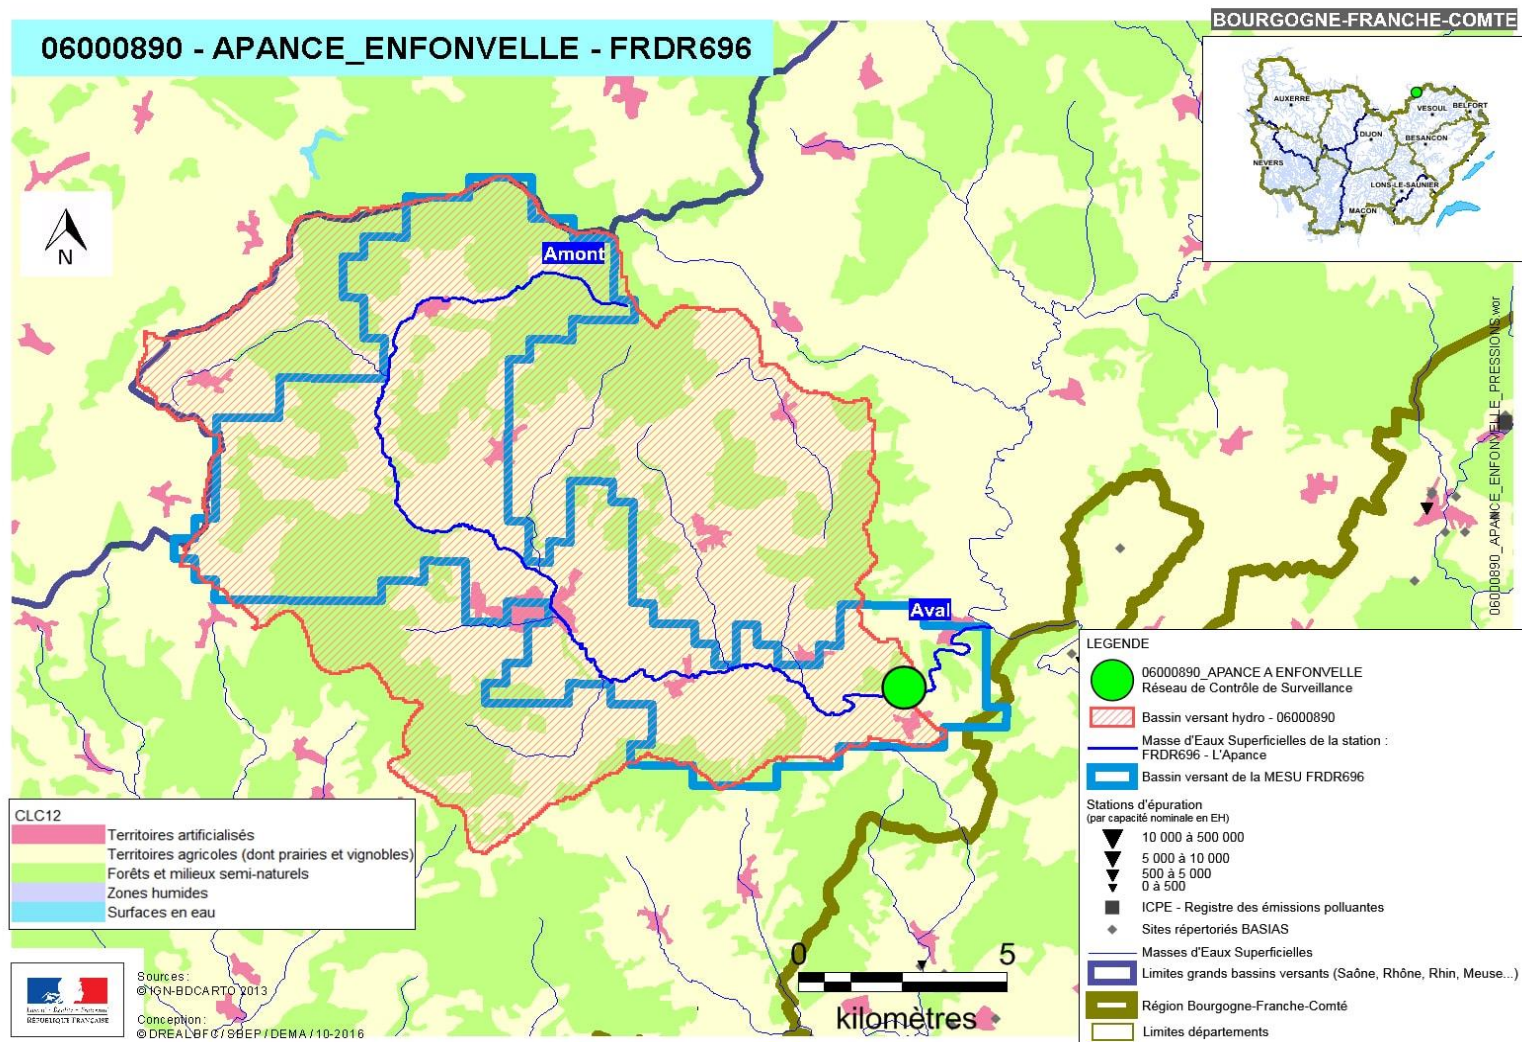 BOURGOGNE-FRANCHE-COMTE
06000890 - APANCE_ENFONVELLE - FRDR696
AUXERRE
VESOUL
BELFORT
DIJON
BESANCON
NEVERS
LONS-LE-SAUNIER
MACON
N
Amont
Aval
06000890_APANCE_ENFONVELLE_PRESSIONS.wor
LEGENDE
06000890_APANCE A ENFONVELLE
Réseau de Contrôle de Surveillance
Bassin versant hydro - 06000890
Masse d'Eaux Superficielles de la station :
FRDR696 - L'Apance
Bassin versant de la MESU FRDR696
Stations d'épuration
(par capacité nominale en EH)
10 000 à 500 000
5 000 à 10 000
500 à 5 000
0 à 500
ICPE - Registre des émissions polluantes
Sites répertoriés BASIAS
Masses d'Eaux Superficielles
Limites grands bassins versants (Saône, Rhône, Rhin, Meuse...)
Région Bourgogne-Franche-Comté
Limites départements
CLC12
Territoires artificialisés
Territoires agricoles (dont prairies et vignobles)
Forêts et milieux semi-naturels
Zones humides
Surfaces en eau
0 5
kilomètres
Liberté • Égalité • Fraternité
RÉPUBLIQUE FRANÇAISE
Sources :
© IGN-BDCARTO 2013
Conception :
© DREAL BFC / SBEP / DEMA / 10-2016